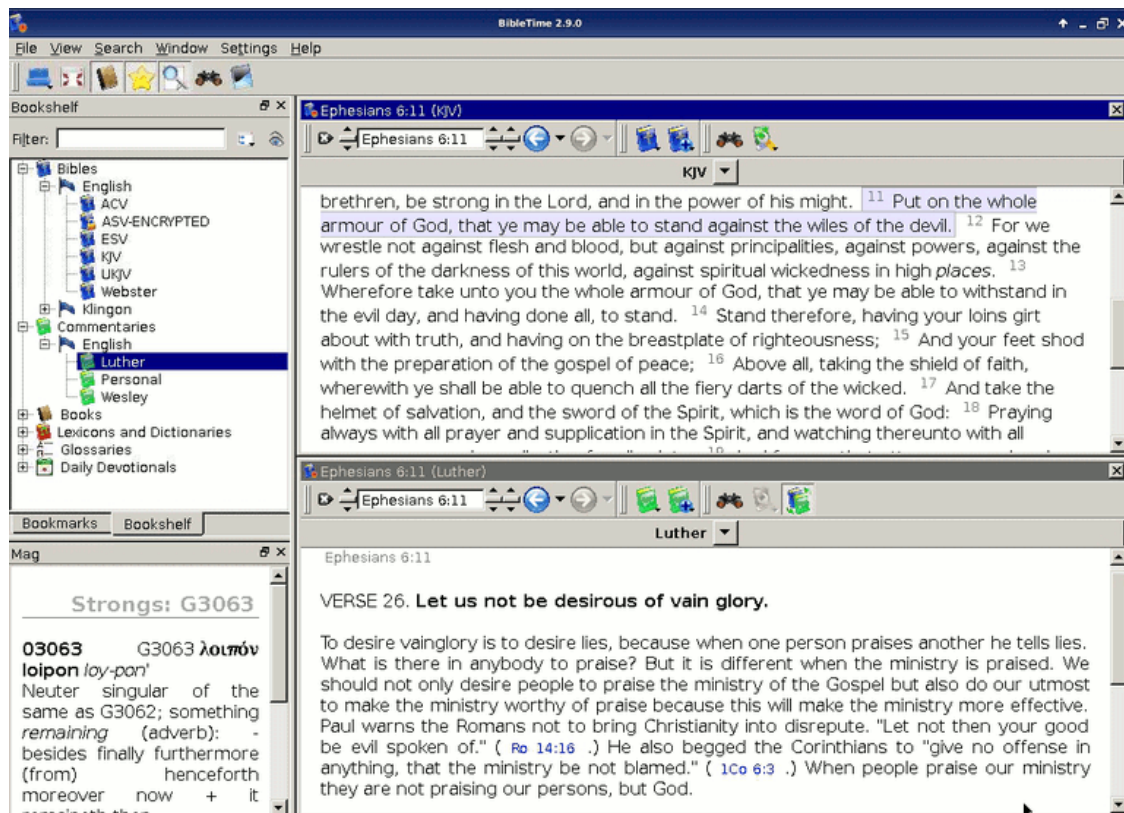 BibleTime 2.9.0
File View Search Window Settings Help
Bookshelf
Filter:
Bibles
English
ACV
ASV-ENCRYPTED
ESV
KJV
UKJV
Webster
Klingon
Commentaries
English
Luther
Personal
Wesley
Books
Lexicons and Dictionaries
Glossaries
Daily Devotionals
Bookmarks Bookshelf
Mag
Strongs: G3063
03063 G3063 λοιπόν
loipon loy-pon'
Neuter singular of the
same as G3062; something
remaining (adverb): -
besides finally furthermore
(from) henceforth
moreover now + it
Ephesians 6:11 (KJV)
Ephesians 6:11
KJV
brethren, be strong in the Lord, and in the power of his might. 11 Put on the whole
armour of God, that ye may be able to stand against the wiles of the devil. 12 For we
wrestle not against flesh and blood, but against principalities, against powers, against the
rulers of the darkness of this world, against spiritual wickedness in high places. 13
Wherefore take unto you the whole armour of God, that ye may be able to withstand in
the evil day, and having done all, to stand. 14 Stand therefore, having your loins girt
about with truth, and having on the breastplate of righteousness; 15 And your feet shod
with the preparation of the gospel of peace; 16 Above all, taking the shield of faith,
wherewith ye shall be able to quench all the fiery darts of the wicked. 17 And take the
helmet of salvation, and the sword of the Spirit, which is the word of God: 18 Praying
always with all prayer and supplication in the Spirit, and watching thereunto with all
Ephesians 6:11 (Luther)
Ephesians 6:11
Luther
Ephesians 6:11
VERSE 26. Let us not be desirous of vain glory.
To desire vainglory is to desire lies, because when one person praises another he tells lies.
What is there in anybody to praise? But it is different when the ministry is praised. We
should not only desire people to praise the ministry of the Gospel but also do our utmost
to make the ministry worthy of praise because this will make the ministry more effective.
Paul warns the Romans not to bring Christianity into disrepute. "Let not then your good
be evil spoken of." ( Ro 14:16 .) He also begged the Corinthians to "give no offense in
anything, that the ministry be not blamed." ( 1Co 6:3 .) When people praise our ministry
they are not praising our persons, but God.